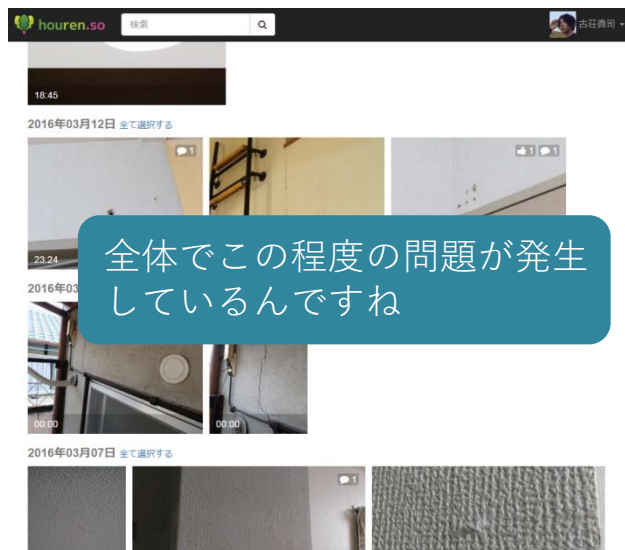 houren.so 検索 古荘貴司
18:45
2016年03月12日 全て選択する
1 1 1
23:24
全体でこの程度の問題が発生
しているんですね
2016年03
00:00 00:00
2016年03月07日 全て選択する
1